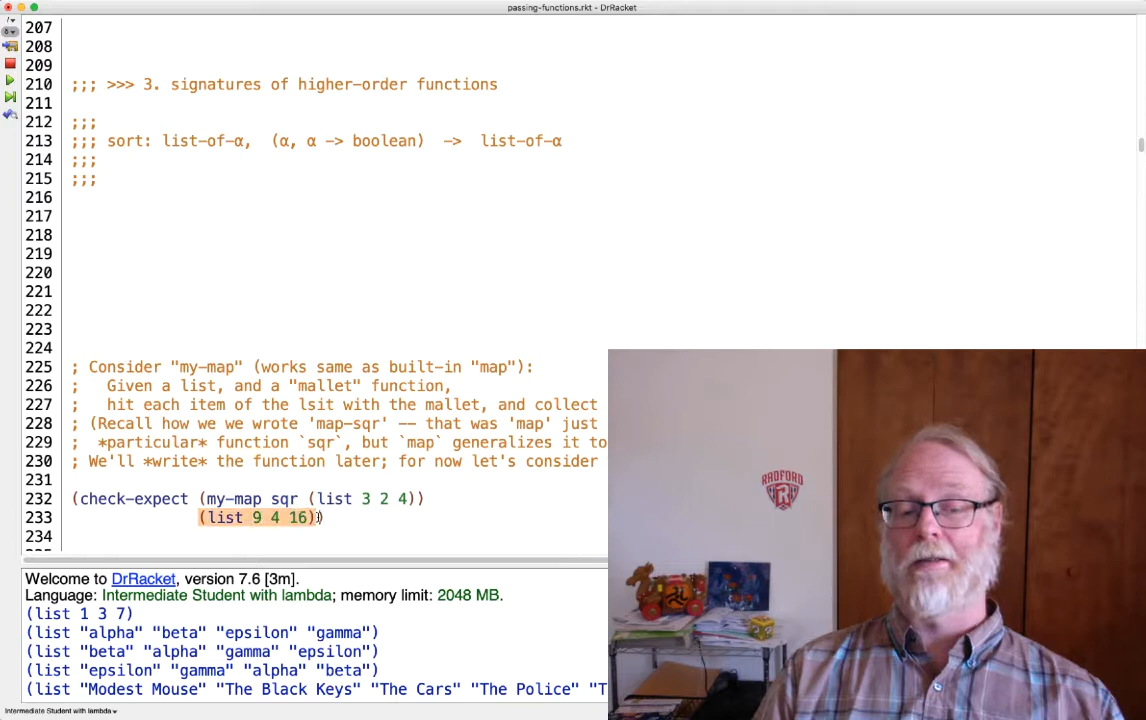 passing-functions.rkt - DrRacket
207
208
209
210 ;;; >>> 3. signatures of higher-order functions
211
212 ;;;
213 ;;; sort: list-of-α, (α, α -> boolean) -> list-of-α
214 ;;;
215 ;;;
216
217
218
219
220
221
222
223
224
225 ; Consider "my-map" (works same as built-in "map"):
226 ; Given a list, and a "mallet" function,
227 ; hit each item of the lsit with the mallet, and collect
228 ; (Recall how we we wrote 'map-sqr' -- that was 'map' just
229 ; *particular* function `sqr`, but `map` generalizes it to
230 ; We'll *write* the function later; for now let's consider
231
232 (check-expect (my-map sqr (list 3 2 4))
233 (list 9 4 16))
234
RADFORD
Welcome to DrRacket, version 7.6 [3m].
Language: Intermediate Student with lambda; memory limit: 2048 MB.
(list 1 3 7)
(list "alpha" "beta" "epsilon" "gamma")
(list "beta" "alpha" "gamma" "epsilon")
(list "epsilon" "gamma" "alpha" "beta")
(list "Modest Mouse" "The Black Keys" "The Cars" "The Police" "T
Intermediate Student with lambda